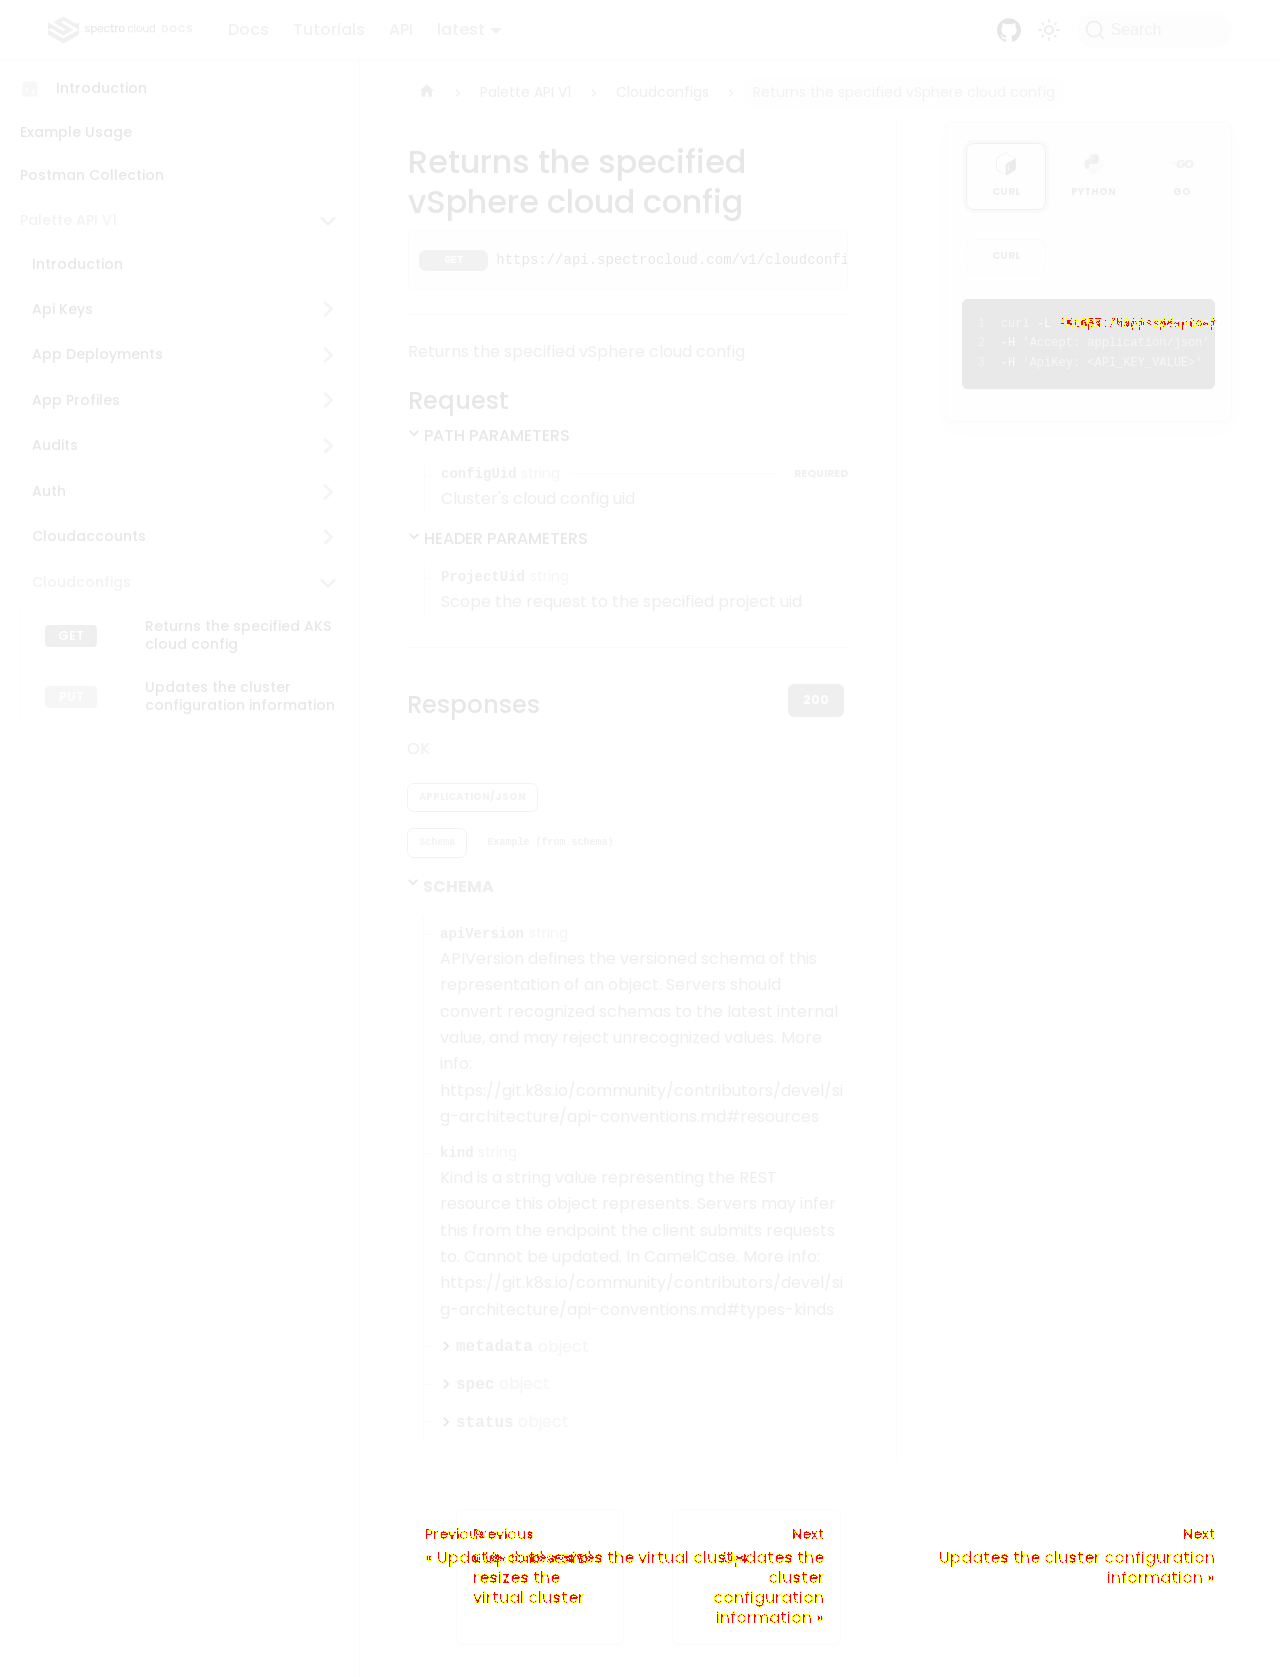 spectro cloud DOCS Docs Tutorials API latest Search
Introduction
Example Usage
Postman Collection
Palette API V1
Introduction
Api Keys
App Deployments
App Profiles
Audits
Auth
Cloudaccounts
Cloudconfigs
GET Returns the specified AKS
cloud config
PUT Updates the cluster
configuration information
Palette API V1 Cloudconfigs Returns the specified vSphere cloud config
Returns the specified
vSphere cloud config
GET https://api.spectrocloud.com/v1/cloudconfi
Returns the specified vSphere cloud config
Request
PATH PARAMETERS
configUid string REQUIRED
Cluster's cloud config uid
HEADER PARAMETERS
ProjectUid string
Scope the request to the specified project uid
Responses 200
OK
APPLICATION/JSON
Schema Example (from schema)
SCHEMA
apiVersion string
APIVersion defines the versioned schema of this
representation of an object. Servers should
convert recognized schemas to the latest internal
value, and may reject unrecognized values. More
info:
https://git.k8s.io/community/contributors/devel/si
g-architecture/api-conventions.md#resources
kind string
Kind is a string value representing the REST
resource this object represents. Servers may infer
this from the endpoint the client submits requests
to. Cannot be updated. In CamelCase. More info:
https://git.k8s.io/community/contributors/devel/si
g-architecture/api-conventions.md#types-kinds
metadata object
spec object
status object
CURL PYTHON GO
CURL
1 curl -L
2 -H 'Accept: application/json'
3 -H 'ApiKey: <API_KEY_VALUE>'
Previous Previous Next Next
resizes the
virtual cluster
Updates the
cluster
configuration
information »
Updates the cluster configuration
information »